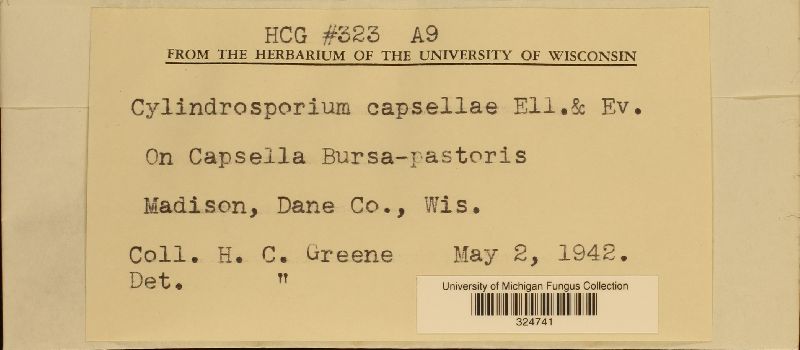 HCG #323 A9
FROM THE HERBARIUM OF THE UNIVERSITY OF WISCONSIN
Cylindrosporium capsellae Ell.& Ev.
On Capsella Bursa-pastoris
Madison, Dane Co., Wis.
Coll. H. C. Greene May 2, 1942.
Det. "
University of Michigan Fungus Collection
324741